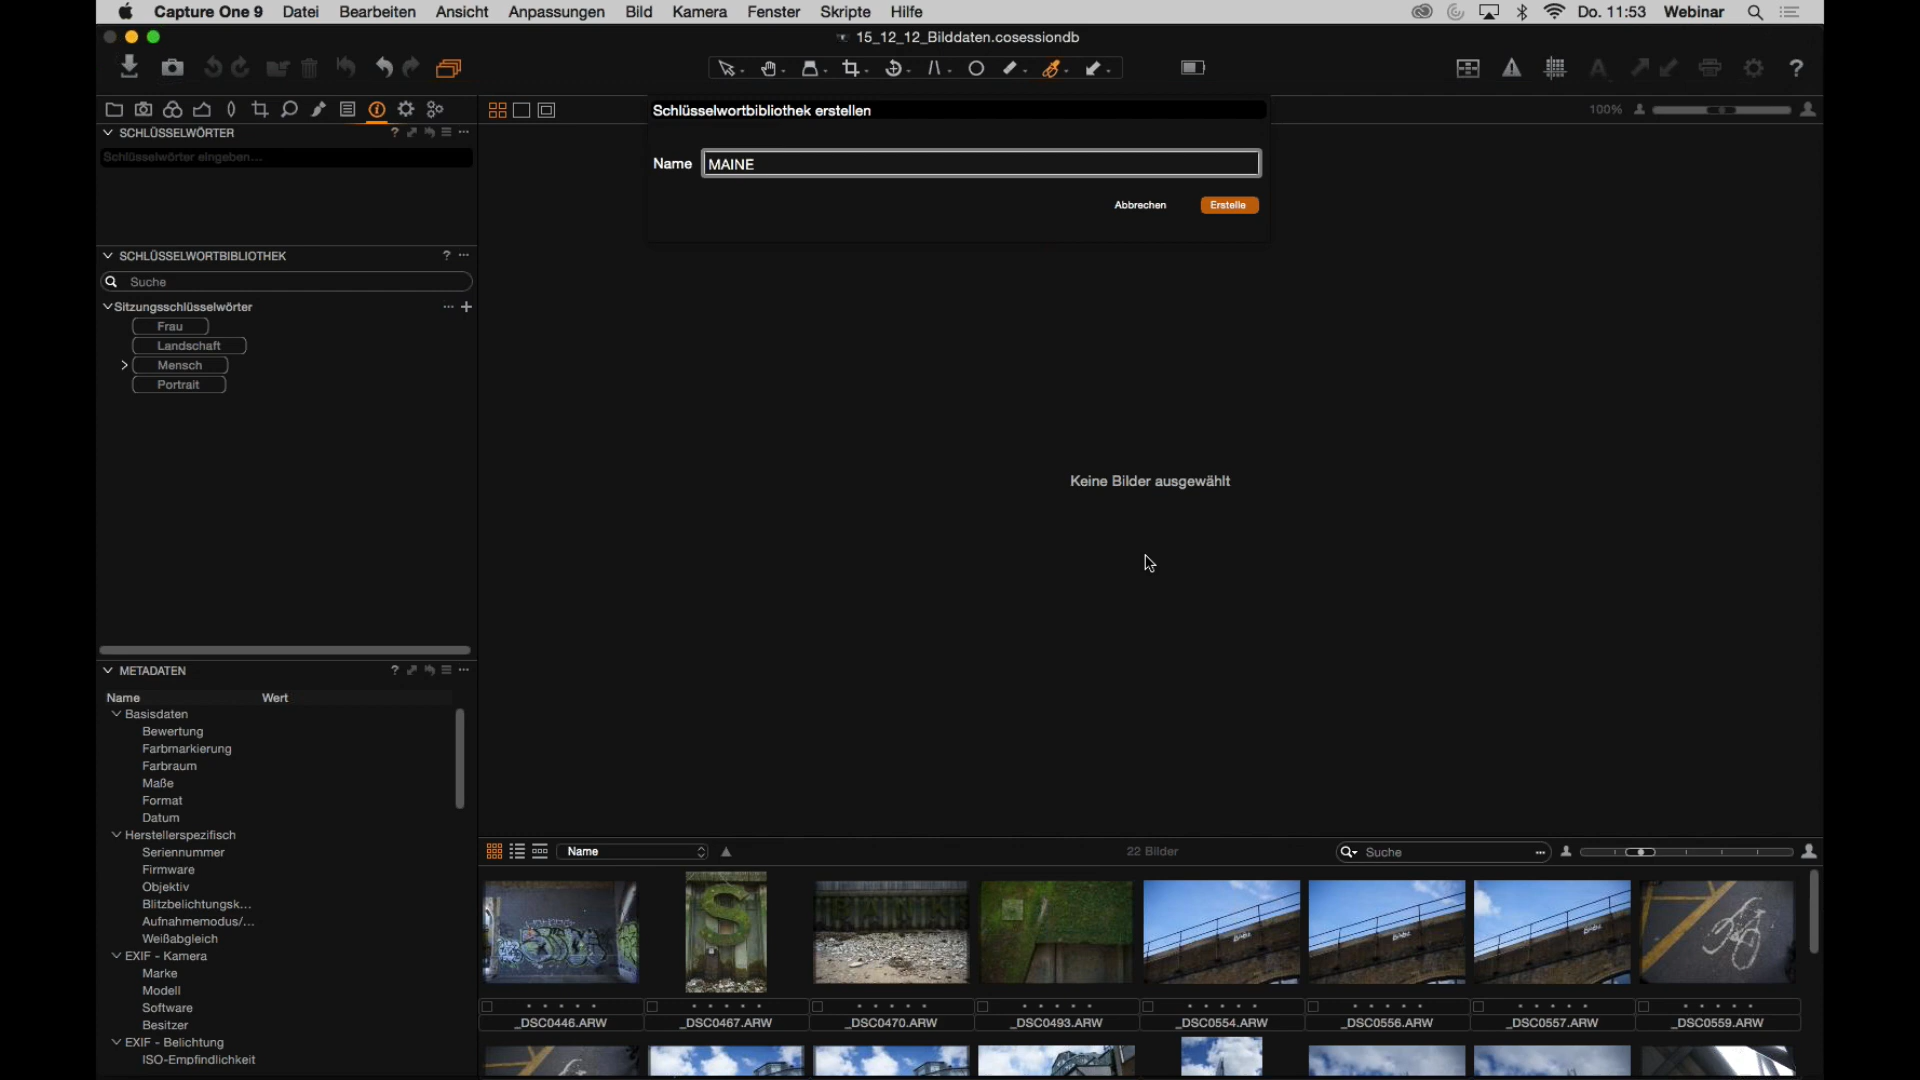 Capture One 9 Datei Bearbeiten Ansicht Anpassungen Bild Kamera Fenster Skripte Hilfe Do. 11:53 Webinar
15_12_12_Bilddaten.cosessiondb
100%
SCHLÜSSELWÖRTER
Schlüsselwörter eingeben...
Schlüsselwortbibliothek erstellen
Name MAINE
Abbrechen Erstelle
SCHLÜSSELWORTBIBLIOTHEK
Suche
Sitzungsschlüsselwörter
Frau
Landschaft
Mensch
Portrait
Keine Bilder ausgewählt
METADATEN
Name Wert
Basisdaten
Bewertung
Farbmarkierung
Farbraum
Maße
Format
Datum
Herstellerspezifisch
Seriennummer
Firmware
Objektiv
Blitzbelichtungsk...
Aufnahmemodus/...
Weißabgleich
EXIF - Kamera
Marke
Modell
Software
Besitzer
EXIF - Belichtung
ISO-Empfindlichkeit
Name 22 Bilder Suche
_DSC0446.ARW _DSC0467.ARW _DSC0470.ARW _DSC0493.ARW _DSC0554.ARW _DSC0556.ARW _DSC0557.ARW _DSC0559.ARW